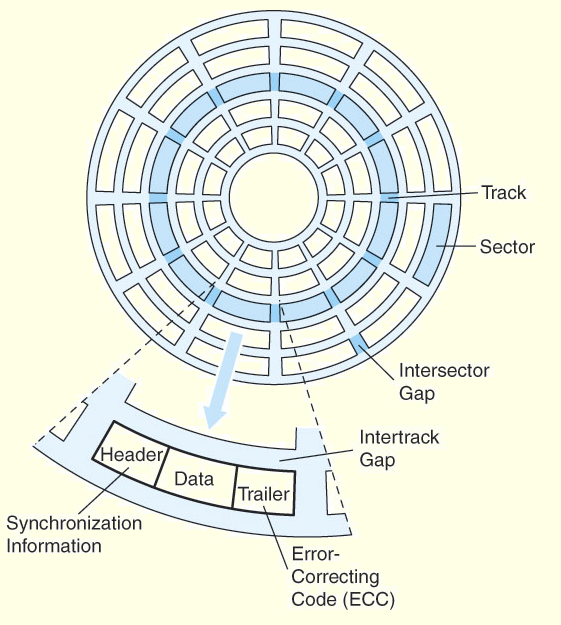 Track
Sector
Intersector
Gap
Intertrack
Gap
Header
Data
Trailer
Synchronization
Information
Error-
Correcting
Code (ECC)